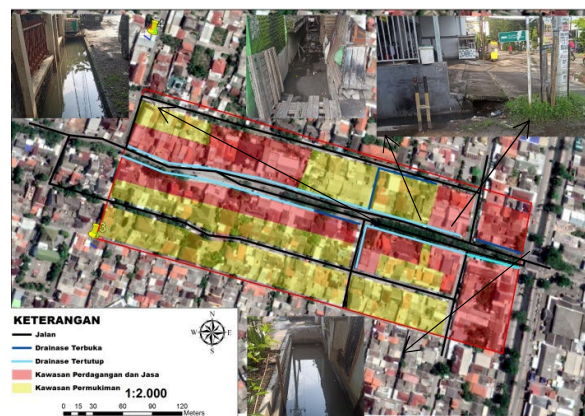 KETERANGAN
Jalan
Drainase Terbuka
Drainase Tertutup
Kawasan Perdagangan dan Jasa
Kawasan Permukiman
1:2.000
N
W
E
S
0 15 30 60 90 120
Meters